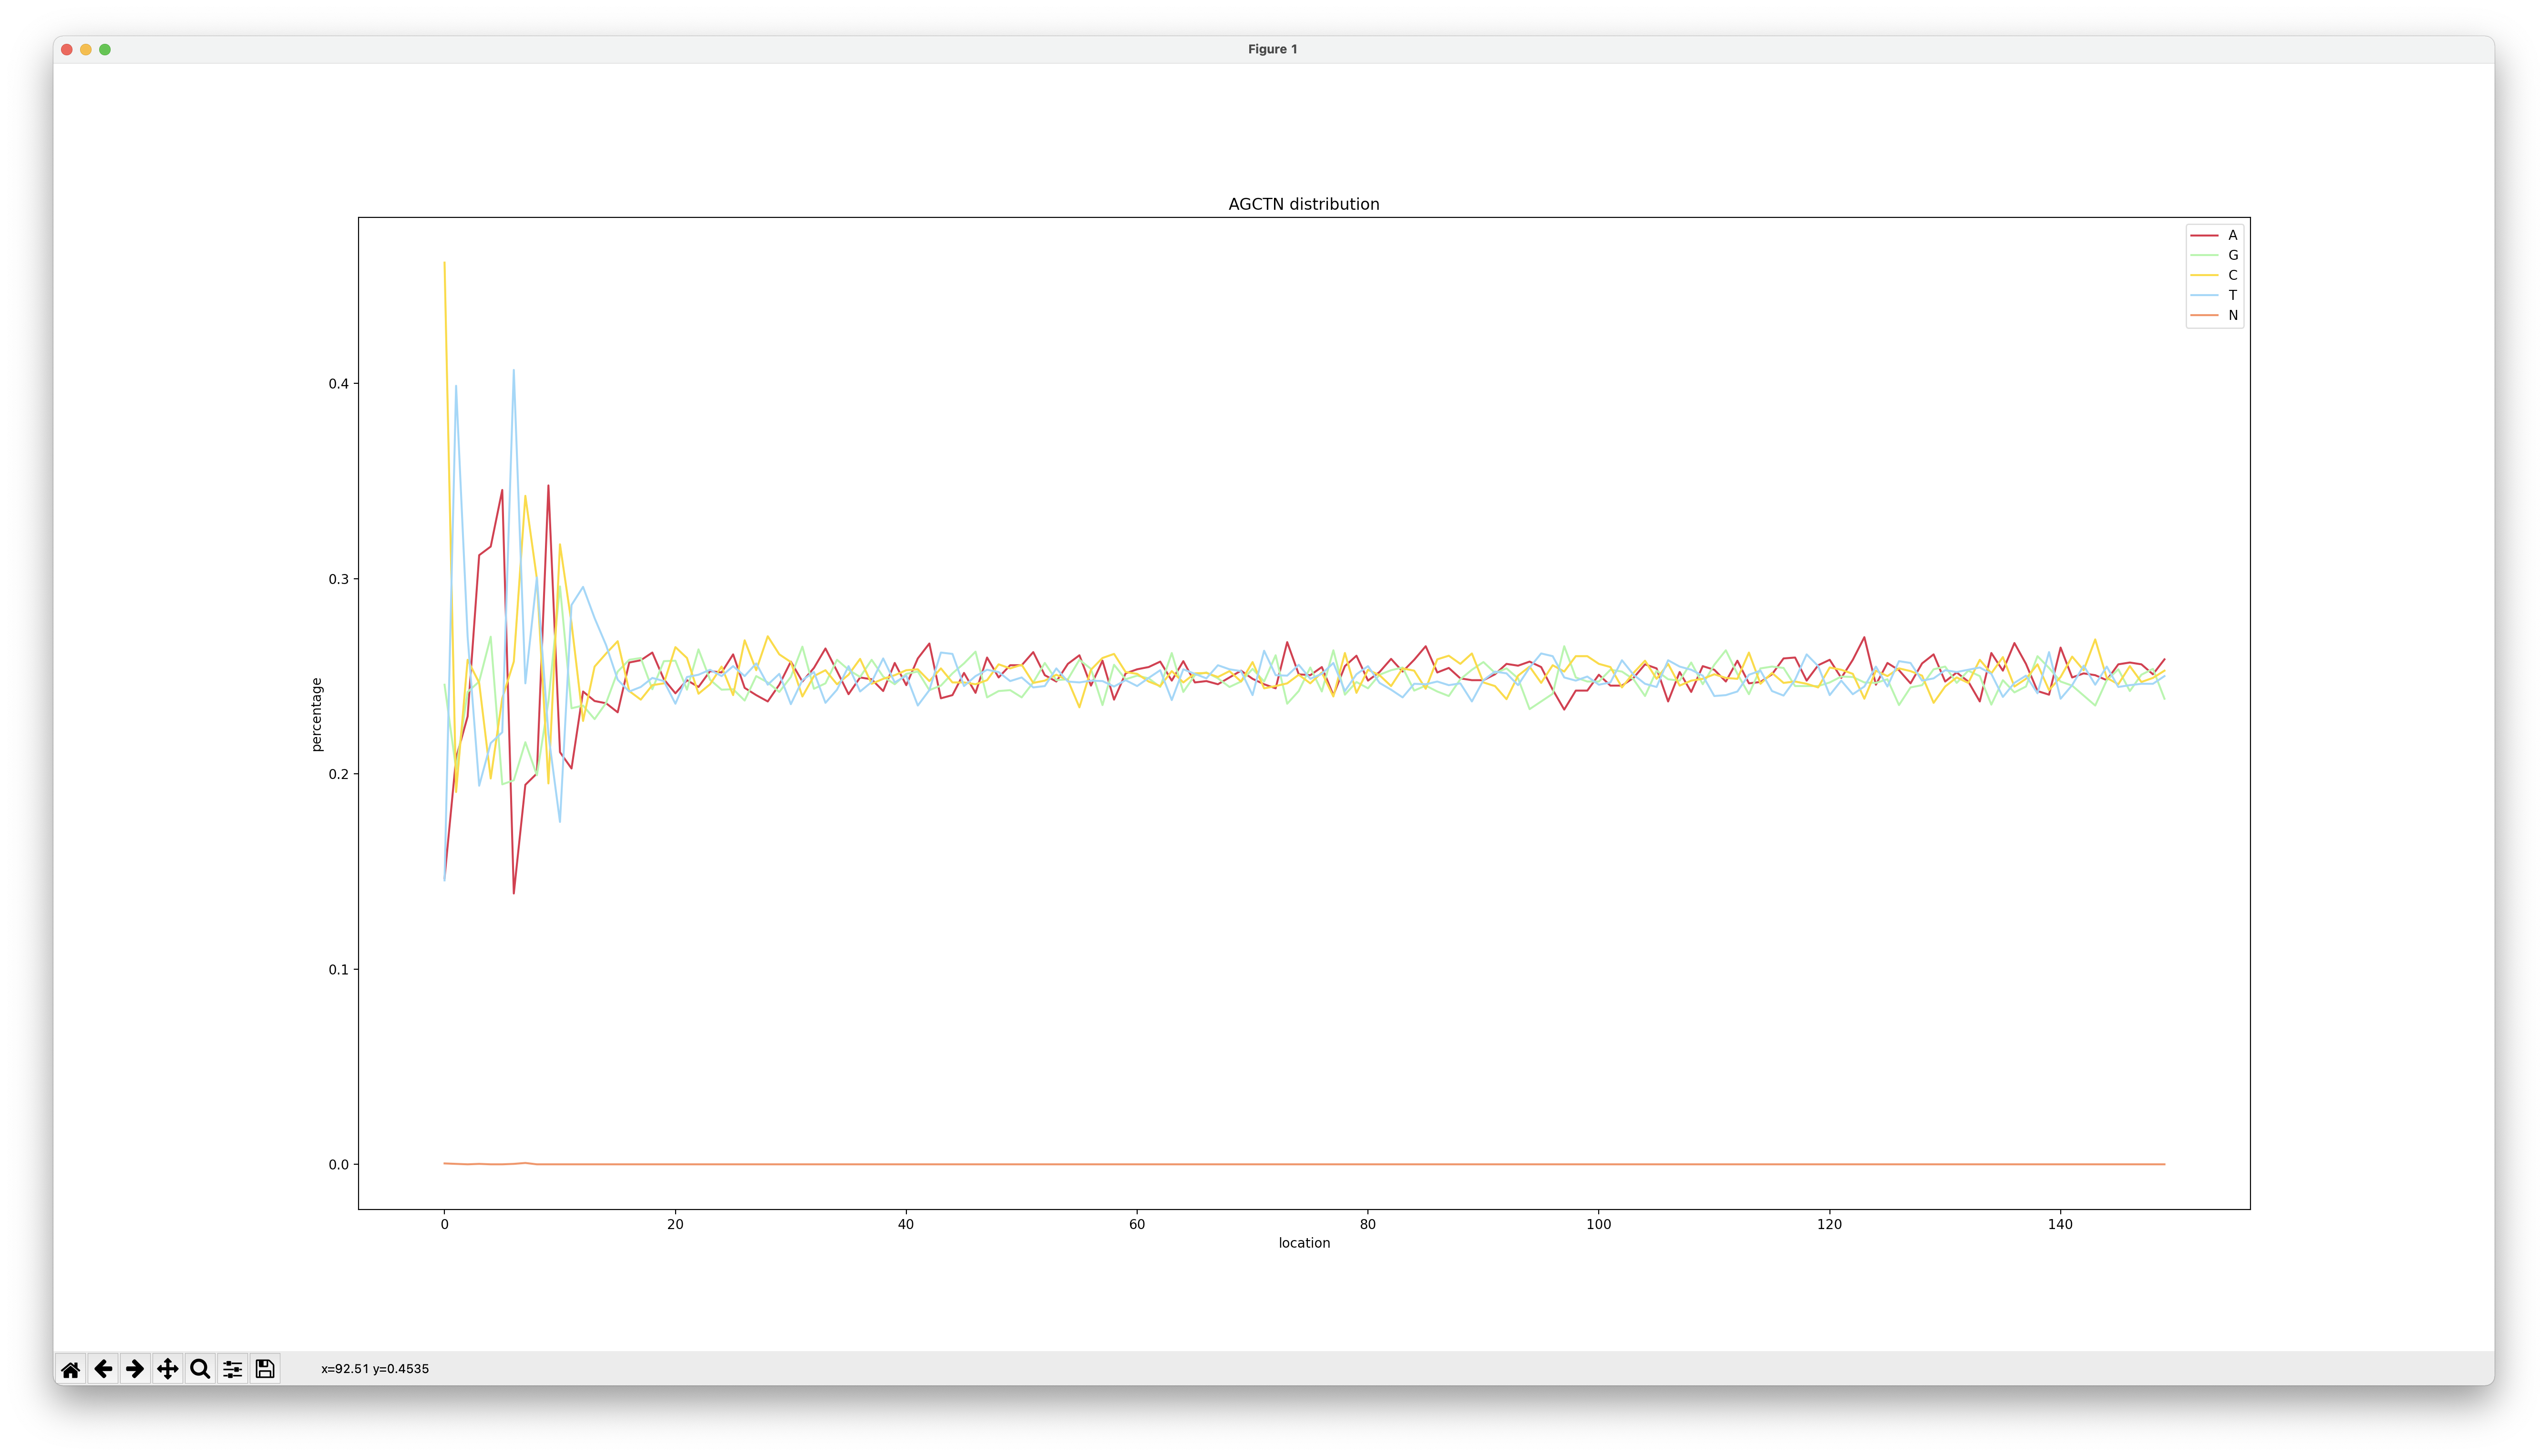 Figure 1
AGCTN distribution
A
G
C
T
N
percentage
0.4
0.3
0.2
0.1
0.0
0 20 40 60 80 100 120 140
location
x=92.51 y=0.4535